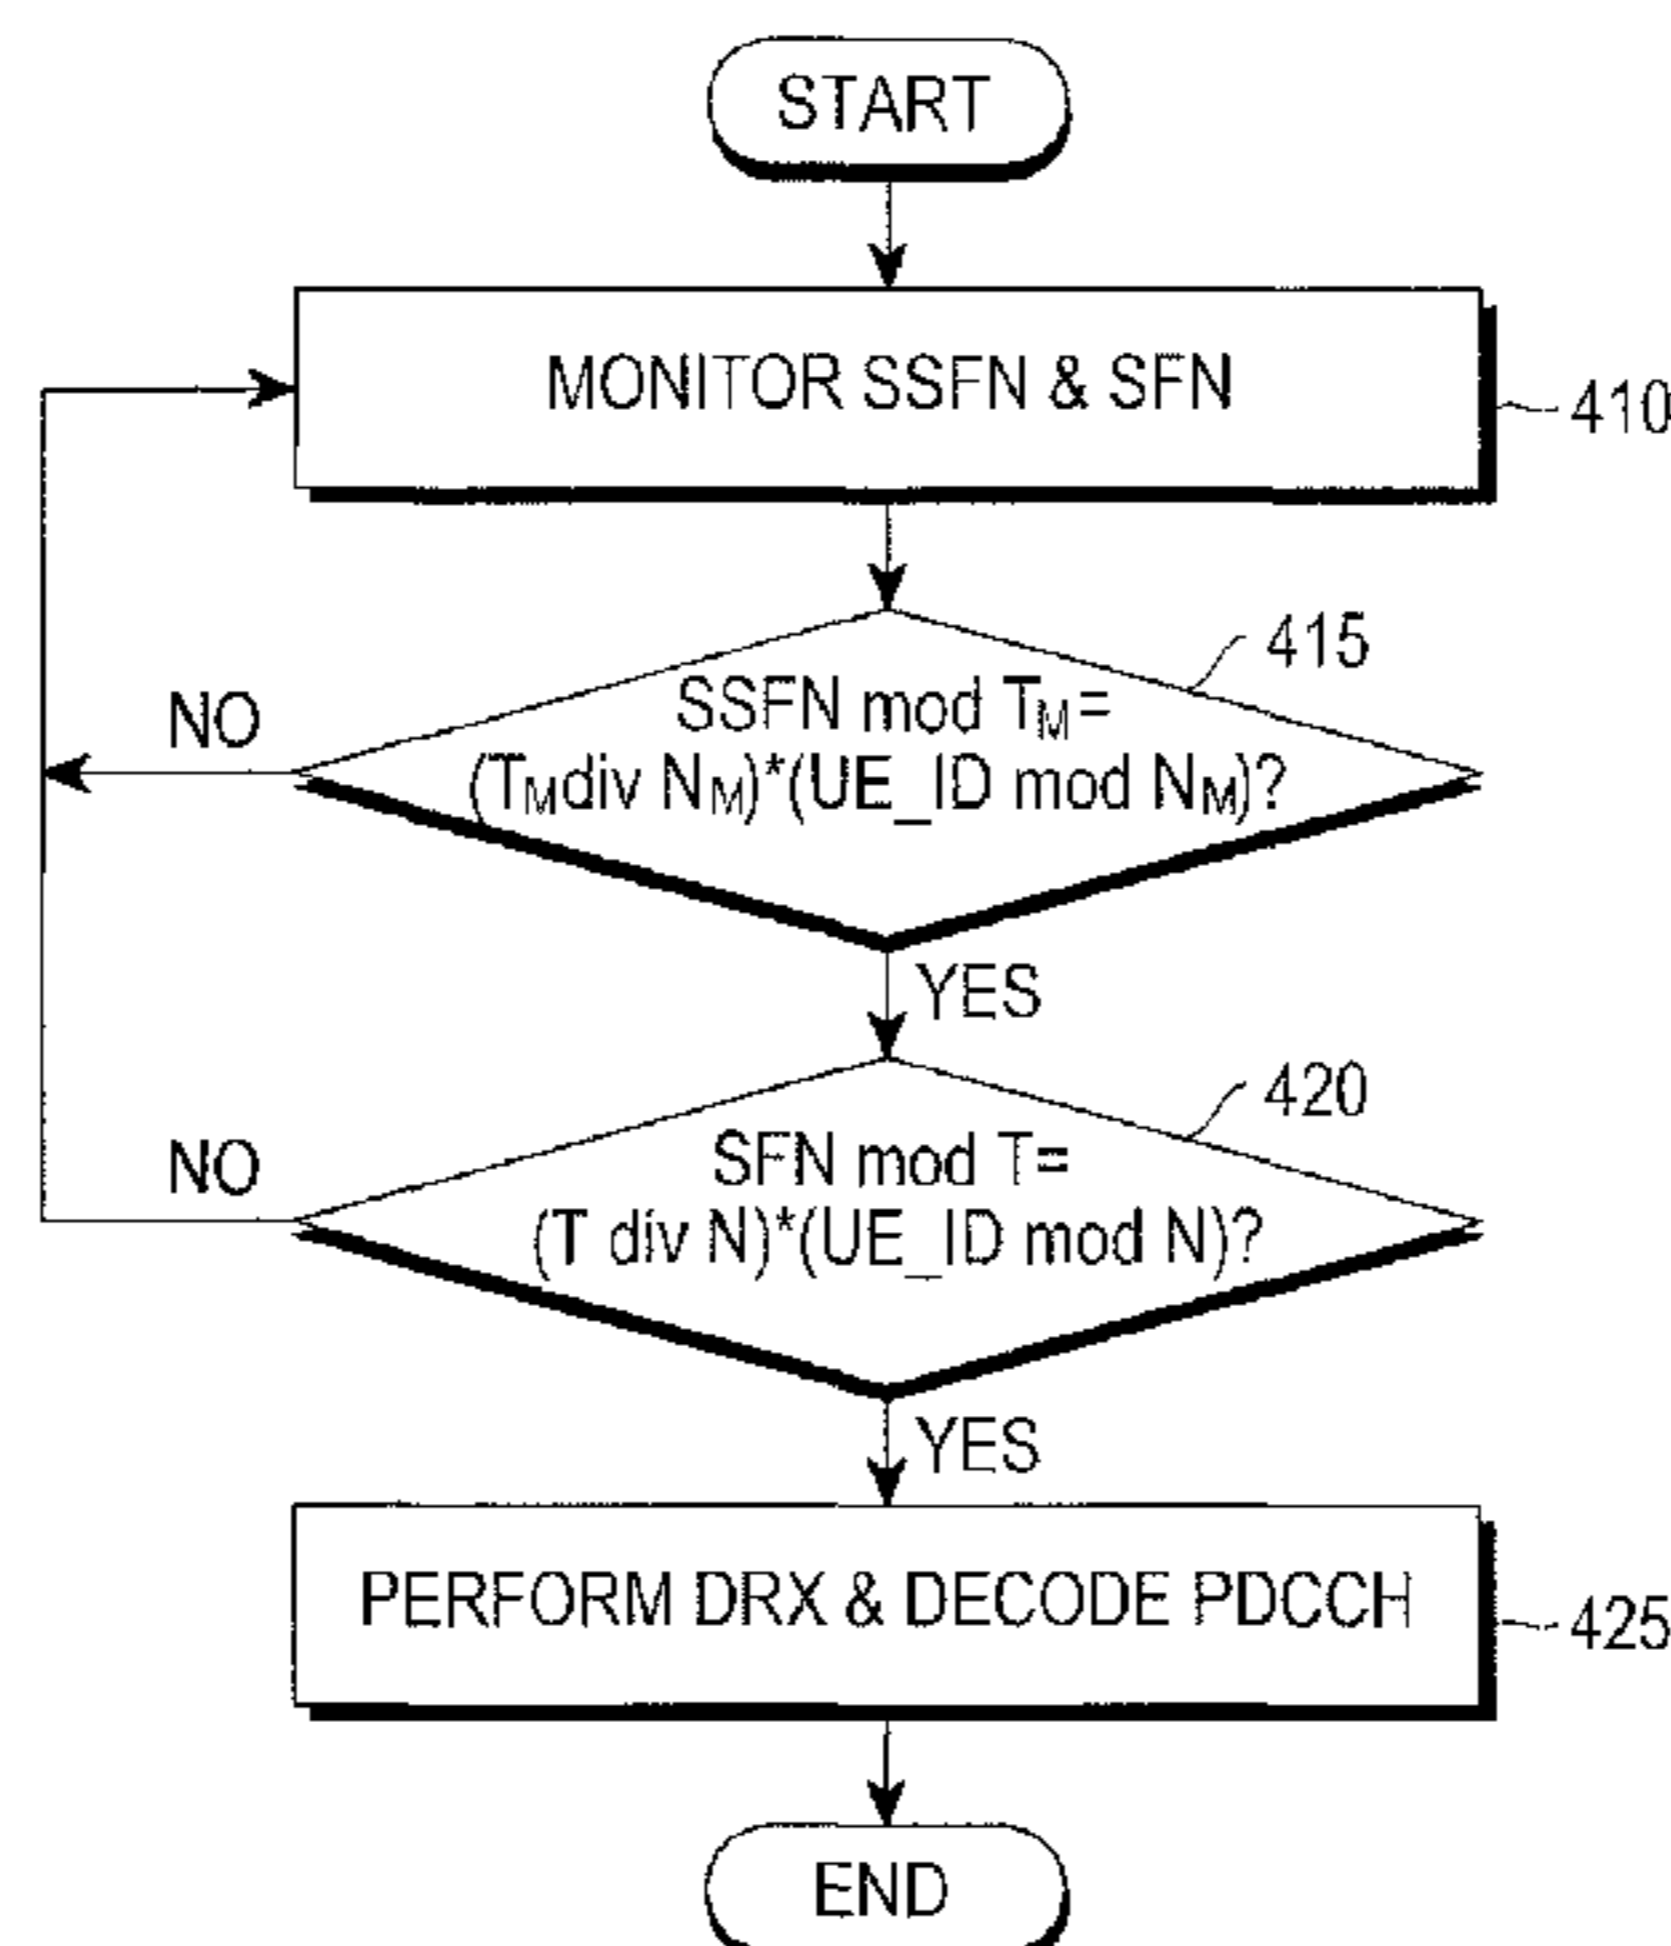 START
MONITOR SSFN & SFN
410
415
SSFN mod TM=
(TMdiv NM)*(UE_ID mod NM)?
NO
YES
420
SFN mod T=
(T div N)*(UE_ID mod N)?
NO
YES
PERFORM DRX & DECODE PDCCH
425
END